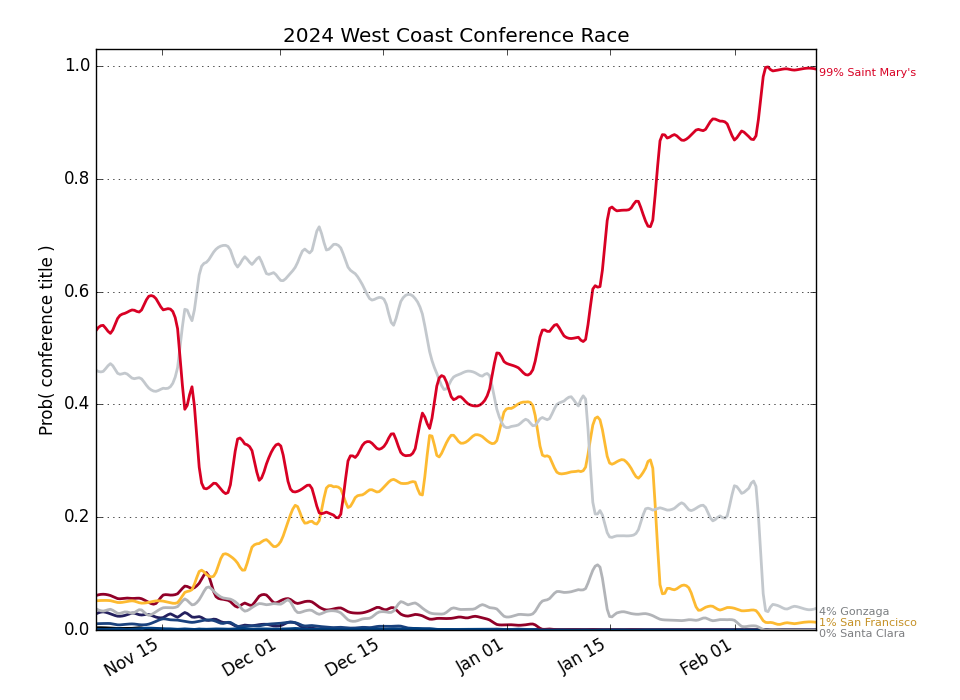 2024 West Coast Conference Race
Prob( conference title )
1.0
0.8
0.6
0.4
0.2
0.0
99% Saint Mary's
4% Gonzaga
1% San Francisco
0% Santa Clara
Nov 15
Dec 01
Dec 15
Jan 01
Jan 15
Feb 01